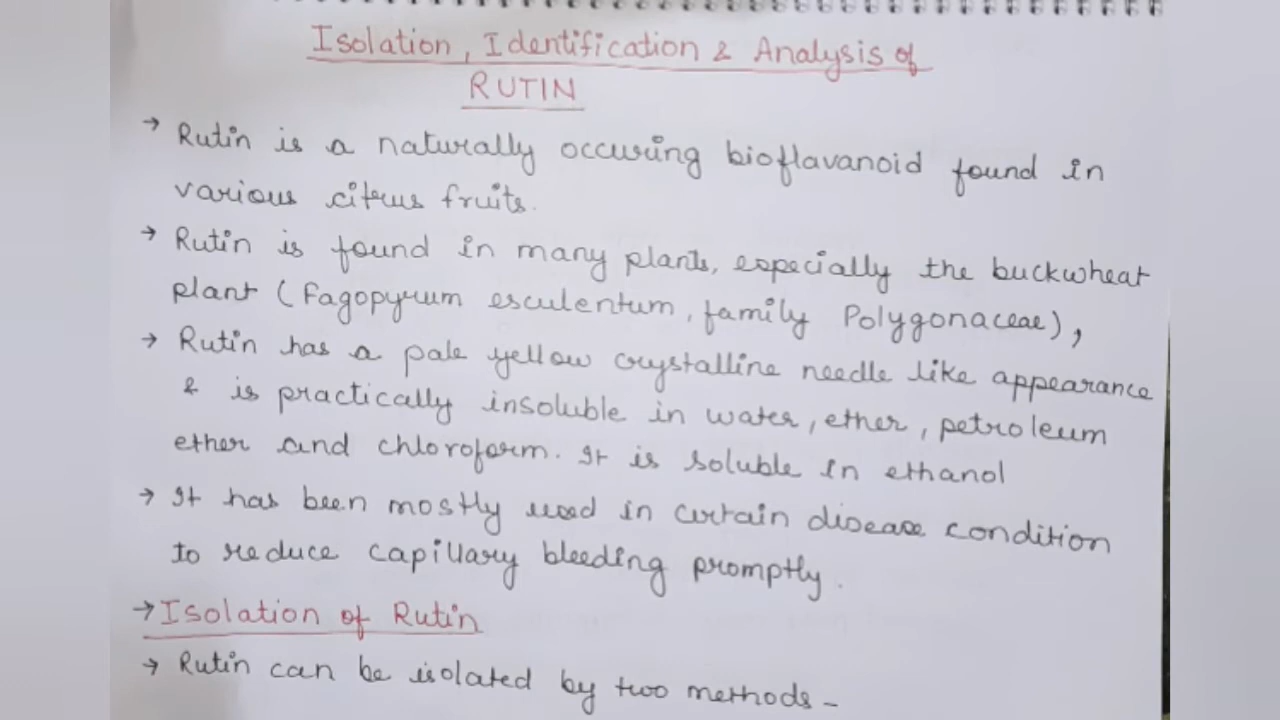 Isolation, Identification & Analysis of
RUTIN
→ Rutin is a naturally occuring bioflavanoid found in
various citrus fruits.
→ Rutin is found in many plants, especially the buckwheat
plant (Fagopyrum esculentum, family Polygonaceae),
→ Rutin has a pale yellow crystalline needle like appearance
& is practically insoluble in water, ether, petroleum
ether and chloroform. It is soluble in ethanol
→ It has been mostly used in certain disease condition
to reduce capillary bleeding promptly.
→ Isolation of Rutin
→ Rutin can be isolated by two methods -